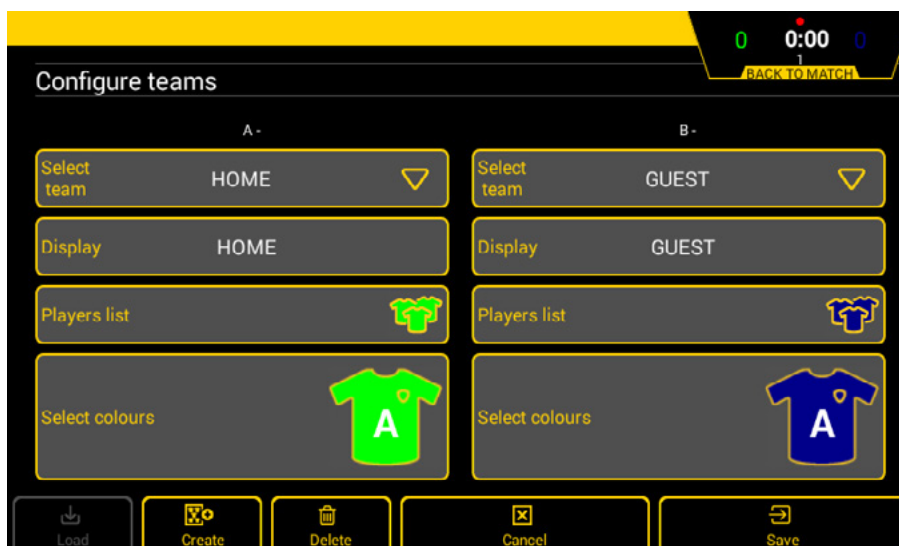 0 0:00 0
1
BACK TO MATCH
Configure teams
A -
B -
Select
team
HOME
Select
team
GUEST
Display HOME
Display GUEST
Players list
Players list
Select colours
A
Select colours
A
Load
Create
Delete
Cancel
Save